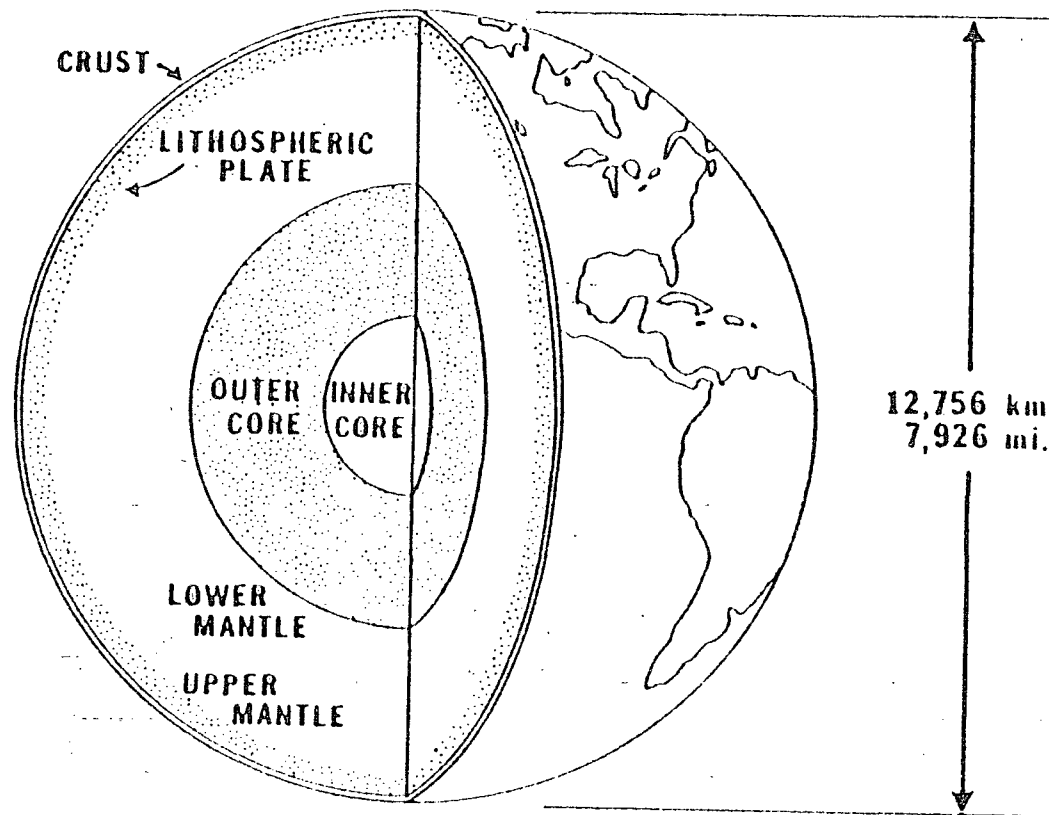 CRUST
LITHOSPHERIC
PLATE
OUTER
CORE
INNER
CORE
12,756 km
7,926 mi.
LOWER
MANTLE
UPPER
MANTLE